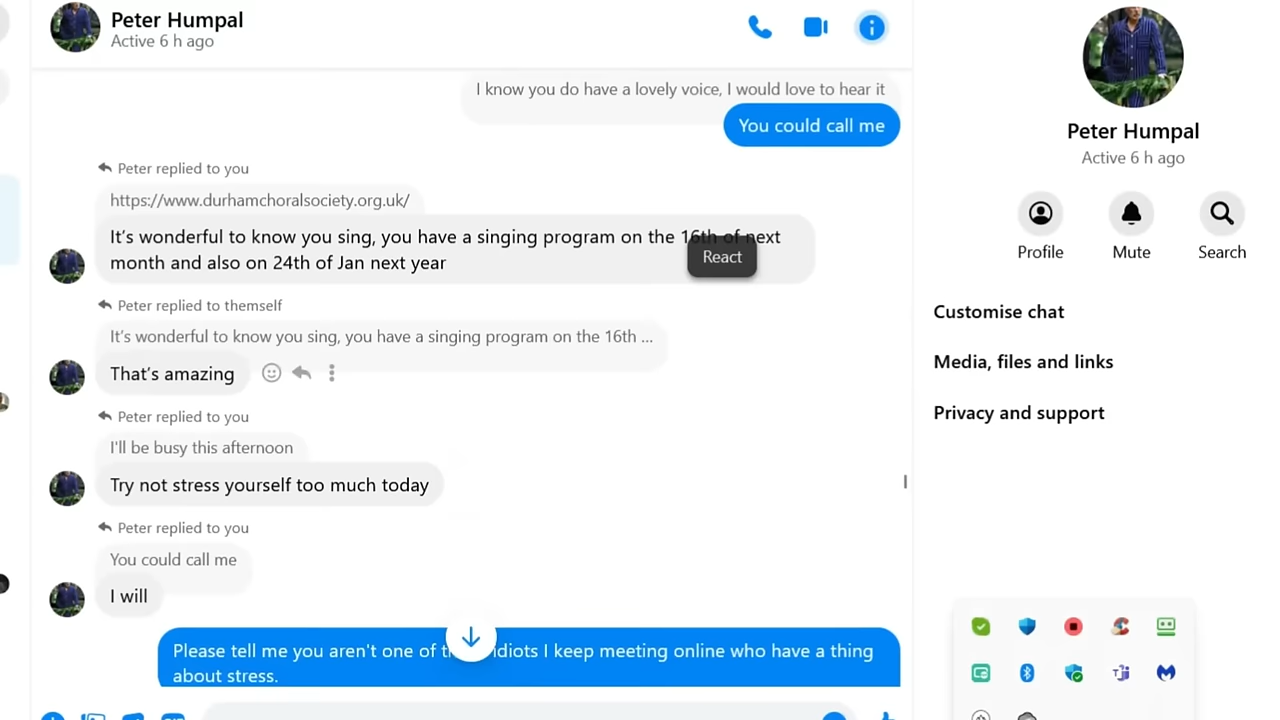 Peter Humpal
Active 6 h ago
I know you do have a lovely voice, I would love to hear it
You could call me
Peter replied to you
https://www.durhamchoralsociety.org.uk/
It's wonderful to know you sing, you have a singing program on the 16th of next
month and also on 24th of Jan next year
React
Peter replied to themself
It's wonderful to know you sing, you have a singing program on the 16th ...
That's amazing
Peter replied to you
I'll be busy this afternoon
Try not stress yourself too much today
Peter replied to you
You could call me
I will
Please tell me you aren't one of idiots I keep meeting online who have a thing
about stress.
Peter Humpal
Active 6 h ago
Profile
Mute
Search
Customise chat
Media, files and links
Privacy and support